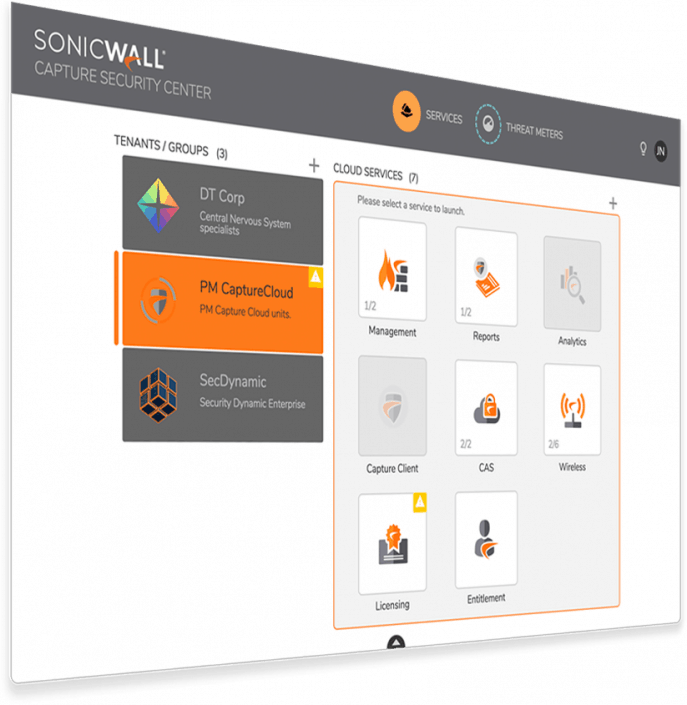 SONICWALL®
CAPTURE SECURITY CENTER
SERVICES
THREAT METERS
JN
TENANTS / GROUPS (3)
+
DT Corp
Central Nervous System
specialists
PM CaptureCloud
PM Capture Cloud units.
SecDynamic
Security Dynamic Enterprise
CLOUD SERVICES (7)
+
Please select a service to launch.
1/2
Management
1/2
Reports
Analytics
Capture Client
2/2
CAS
2/6
Wireless
Licensing
Entitlement